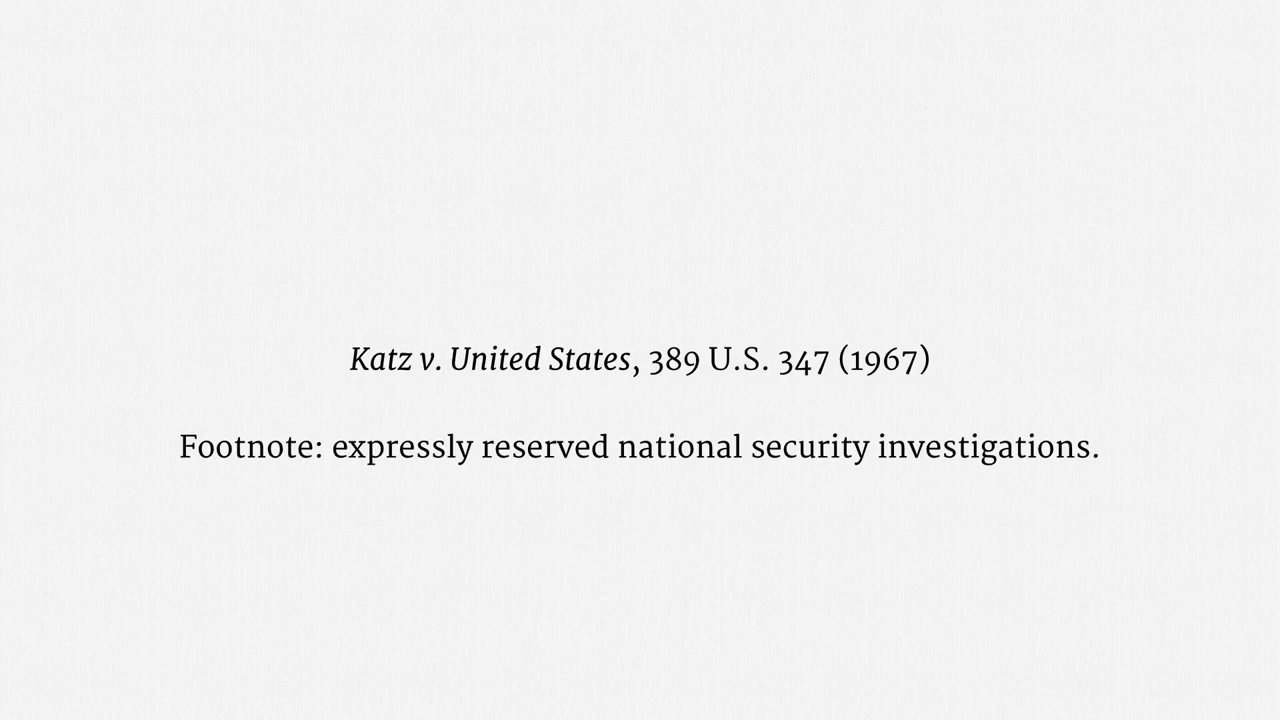 Katz v. United States, 389 U.S. 347 (1967)
Footnote: expressly reserved national security investigations.